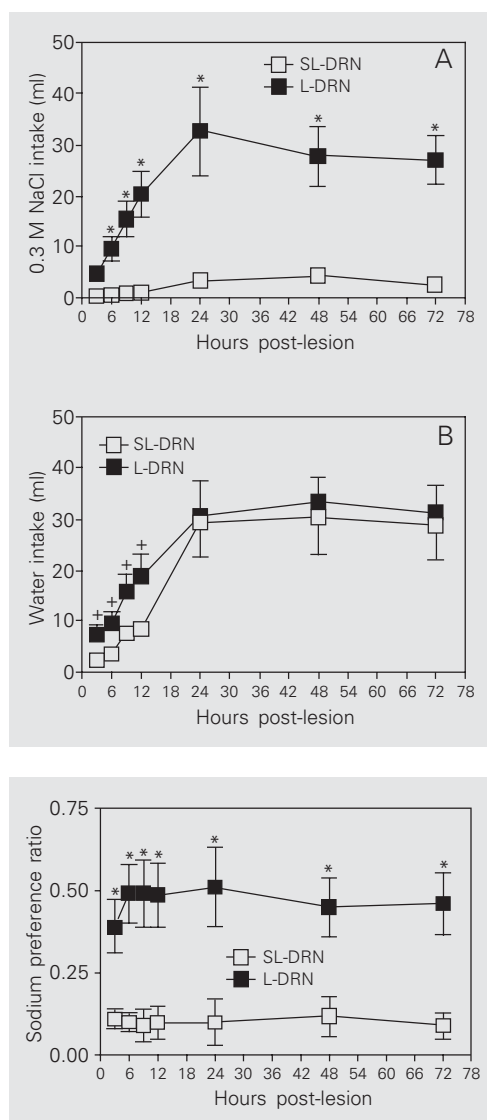 A
50
40
30
20
10
0
0.3 M NaCl intake (ml)
SL-DRN
L-DRN
*
*
*
*
*
*
*
0 6 12 18 24 30 36 42 48 54 60 66 72 78
Hours post-lesion
B
50
40
30
20
10
0
Water intake (ml)
SL-DRN
L-DRN
+
+
+
+
0 6 12 18 24 30 36 42 48 54 60 66 72 78
Hours post-lesion
0.75
0.50
0.25
0.00
Sodium preference ratio
* * * * * * *
SL-DRN
L-DRN
0 6 12 18 24 30 36 42 48 54 60 66 72 78
Hours post-lesion